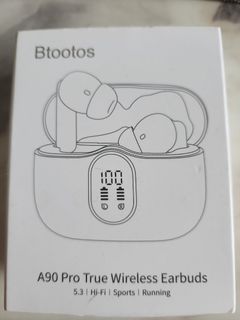 Btootos
100
A90 Pro True Wireless Earbuds
5.3 | Hi-Fi | Sports | Running